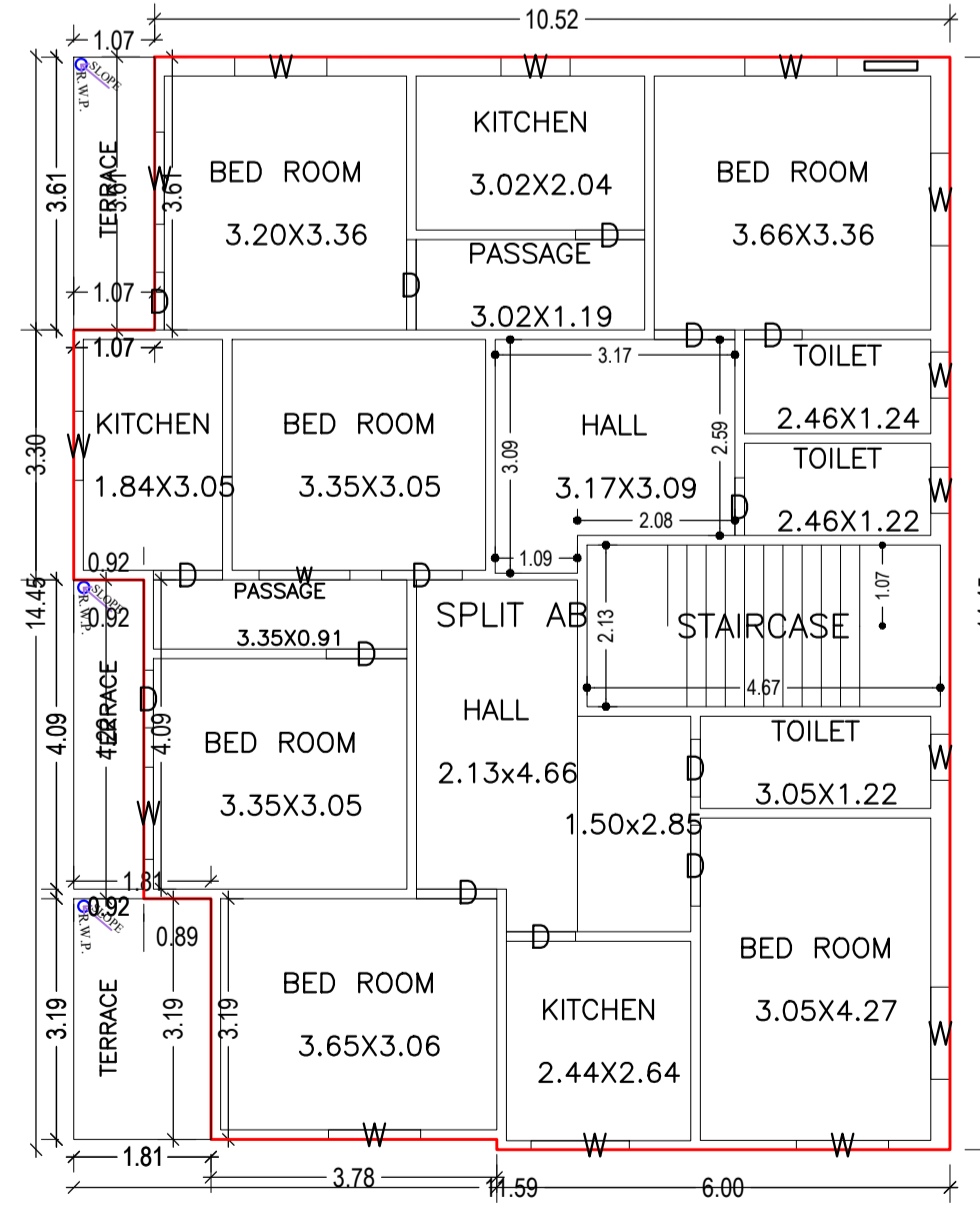 10.52
1.07
W
W
W
SLOPE
R.W.P.
KITCHEN
3.02X2.04
BED ROOM
3.20X3.36
BED ROOM
3.66X3.36
TERRACE
3.61
3.61
3.61
W
W
D
PASSAGE
3.02X1.19
D
1.07
D
D
D
1.07
3.17
TOILET
2.46X1.24
W
KITCHEN
1.84X3.05
BED ROOM
3.35X3.05
HALL
3.17X3.09
3.09
2.59
W
3.30
TOILET
2.46X1.22
W
D
2.08
1.09
0.92
D
W
D
14.45
SLOPE
R.W.P.
0.92
PASSAGE
3.35X0.91
D
SPLIT AB
2.13
STAIRCASE
1.07
4.67
TERRACE
4.09
4.09
D
W
BED ROOM
3.35X3.05
HALL
2.13x4.66
1.50x2.85
TOILET
3.05X1.22
D
W
D
1.81
0.92
SLOPE
R.W.P.
0.89
D
D
TERRACE
3.19
3.19
3.19
BED ROOM
3.65X3.06
KITCHEN
2.44X2.64
BED ROOM
3.05X4.27
W
W
W
W
1.81
3.78
11.59
6.00